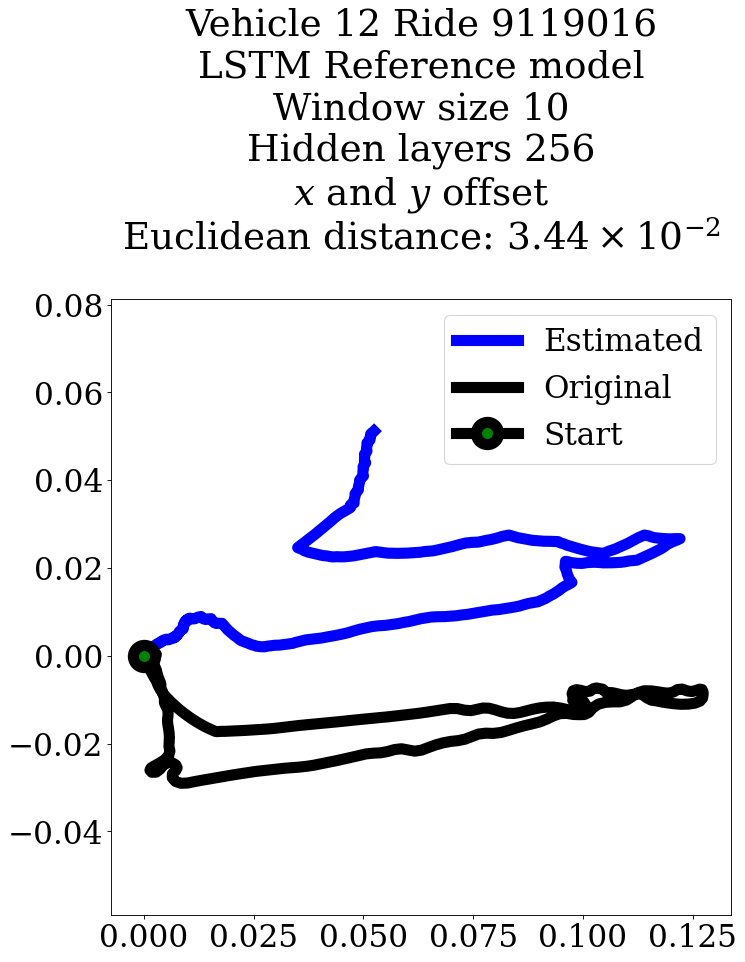 Vehicle 12 Ride 9119016
LSTM Reference model
Window size 10
Hidden layers 256
x and y offset
Euclidean distance: 3.44 × 10⁻²
0.08
0.06
0.04
0.02
0.00
−0.02
−0.04
Estimated
Original
Start
0.000 0.025 0.050 0.075 0.100 0.125